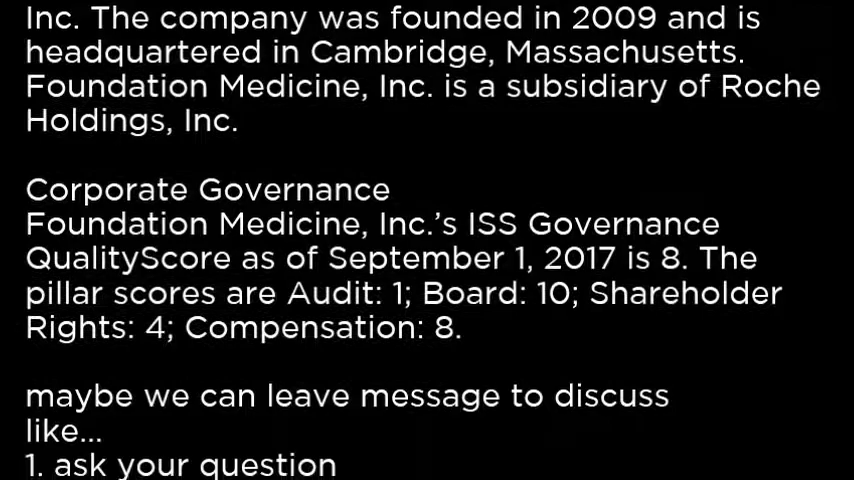 Inc. The company was founded in 2009 and is
headquartered in Cambridge, Massachusetts.
Foundation Medicine, Inc. is a subsidiary of Roche
Holdings, Inc.
Corporate Governance
Foundation Medicine, Inc.’s ISS Governance
QualityScore as of September 1, 2017 is 8. The
pillar scores are Audit: 1; Board: 10; Shareholder
Rights: 4; Compensation: 8.
maybe we can leave message to discuss
like...
1. ask your question